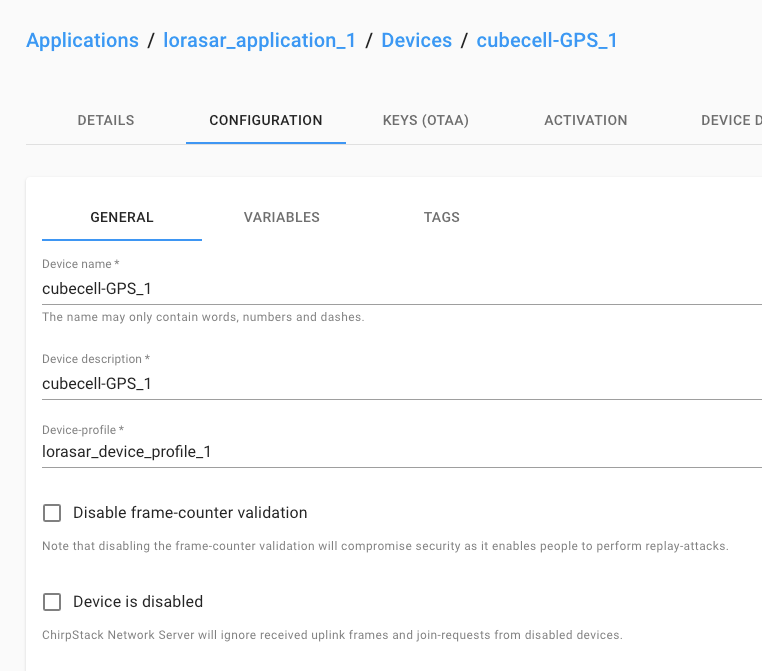 Applications / lorasar_application_1 / Devices / cubecell-GPS_1
DETAILS CONFIGURATION KEYS (OTAA) ACTIVATION DEVICE D
GENERAL VARIABLES TAGS
Device name *
cubecell-GPS_1
The name may only contain words, numbers and dashes.
Device description *
cubecell-GPS_1
Device-profile *
lorasar_device_profile_1
Disable frame-counter validation
Note that disabling the frame-counter validation will compromise security as it enables people to perform replay-attacks.
Device is disabled
ChirpStack Network Server will ignore received uplink frames and join-requests from disabled devices.